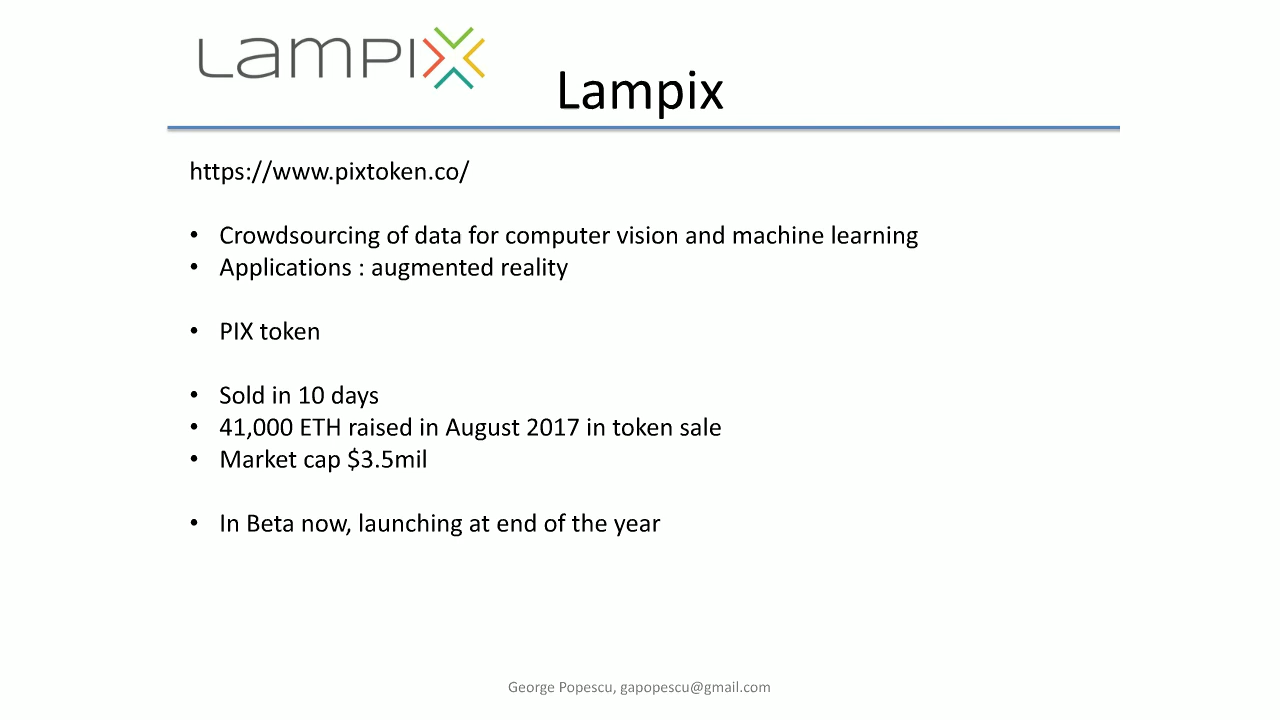 LAMPIX
Lampix
https://www.pixtoken.co/
• Crowdsourcing of data for computer vision and machine learning
• Applications : augmented reality
• PIX token
• Sold in 10 days
• 41,000 ETH raised in August 2017 in token sale
• Market cap $3.5mil
• In Beta now, launching at end of the year
George Popescu, gapopescu@gmail.com